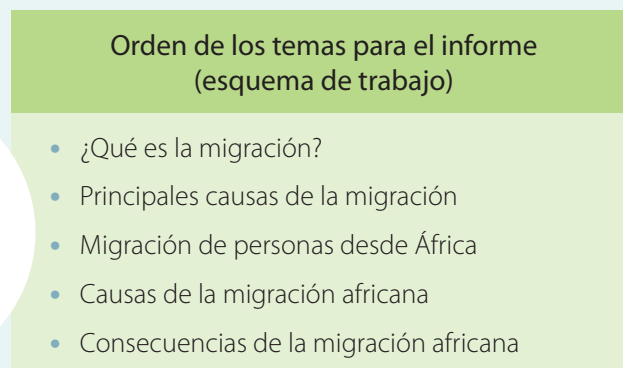 Orden de los temas para el informe
(esquema de trabajo)
• ¿Qué es la migración?
• Principales causas de la migración
• Migración de personas desde África
• Causas de la migración africana
• Consecuencias de la migración africana